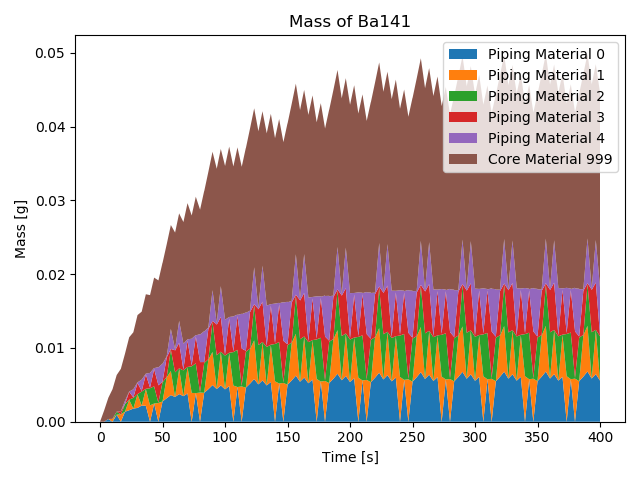 Mass of Ba141
Mass [g]
0.05
0.04
0.03
0.02
0.01
0.00
Piping Material 0
Piping Material 1
Piping Material 2
Piping Material 3
Piping Material 4
Core Material 999
0 50 100 150 200 250 300 350 400
Time [s]